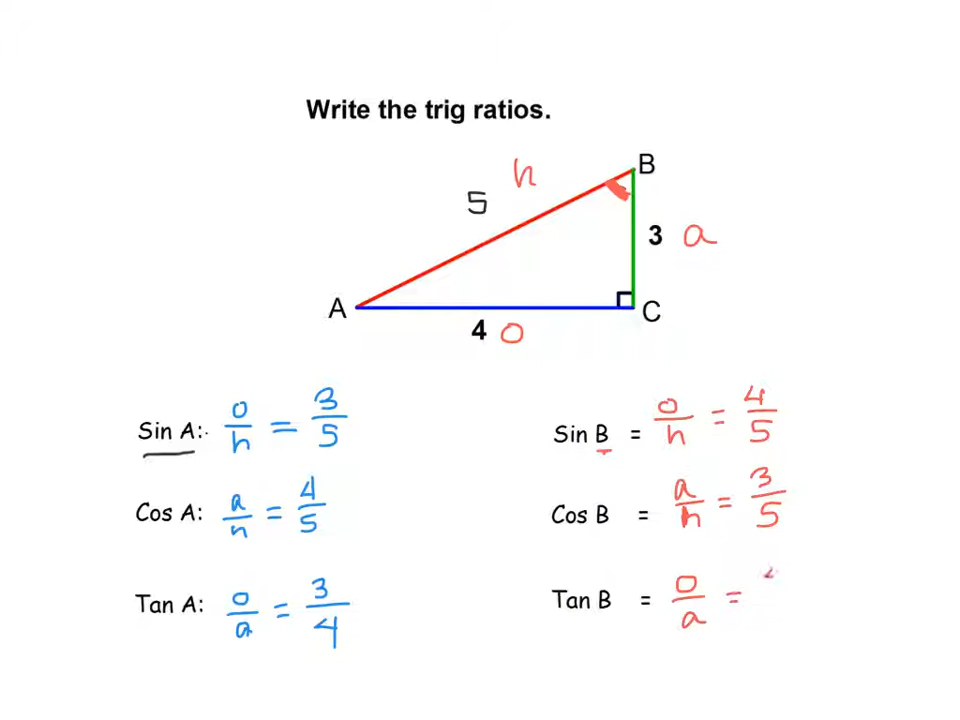 Write the trig ratios.
B
h
5
3 a
A
C
4 o
Sin A: o/h = 3/5
Sin B = o/h = 4/5
Cos A: a/h = 4/5
Cos B = a/h = 3/5
Tan A: o/a = 3/4
Tan B = o/a =